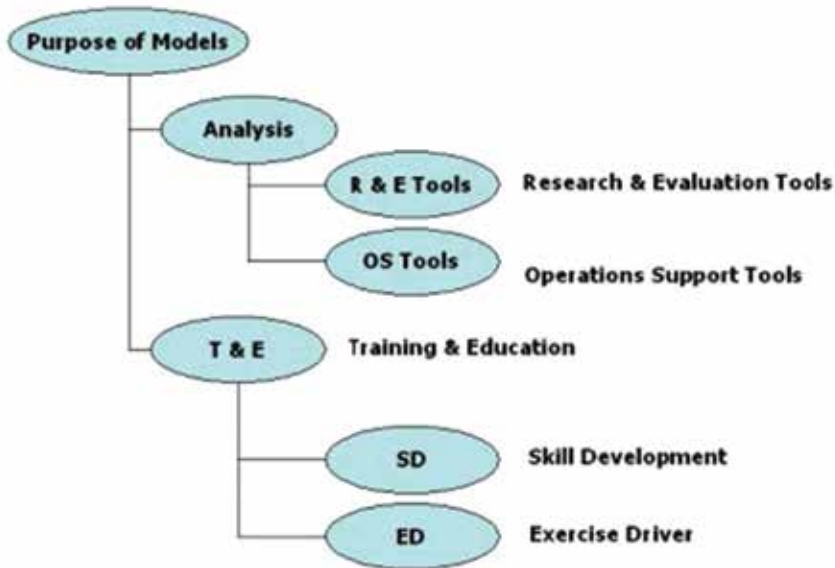 Purpose of Models
Analysis
R & E Tools Research & Evaluation Tools
OS Tools Operations Support Tools
T & E Training & Education
SD Skill Development
ED Exercise Driver